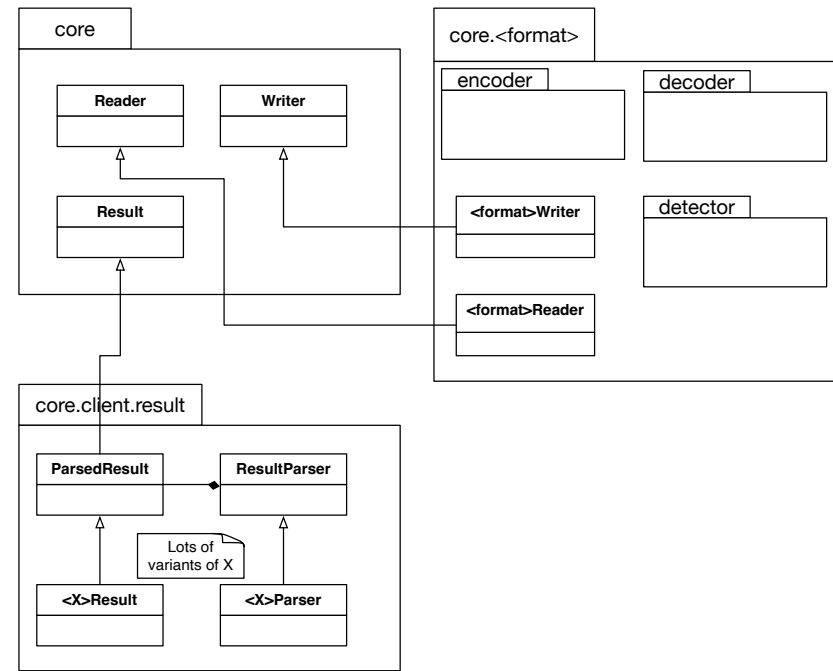 core
Reader
Writer
Result
core.<format>
encoder
decoder
<format>Writer
detector
<format>Reader
core.client.result
ParsedResult
ResultParser
Lots of
variants of X
<X>Result
<X>Parser